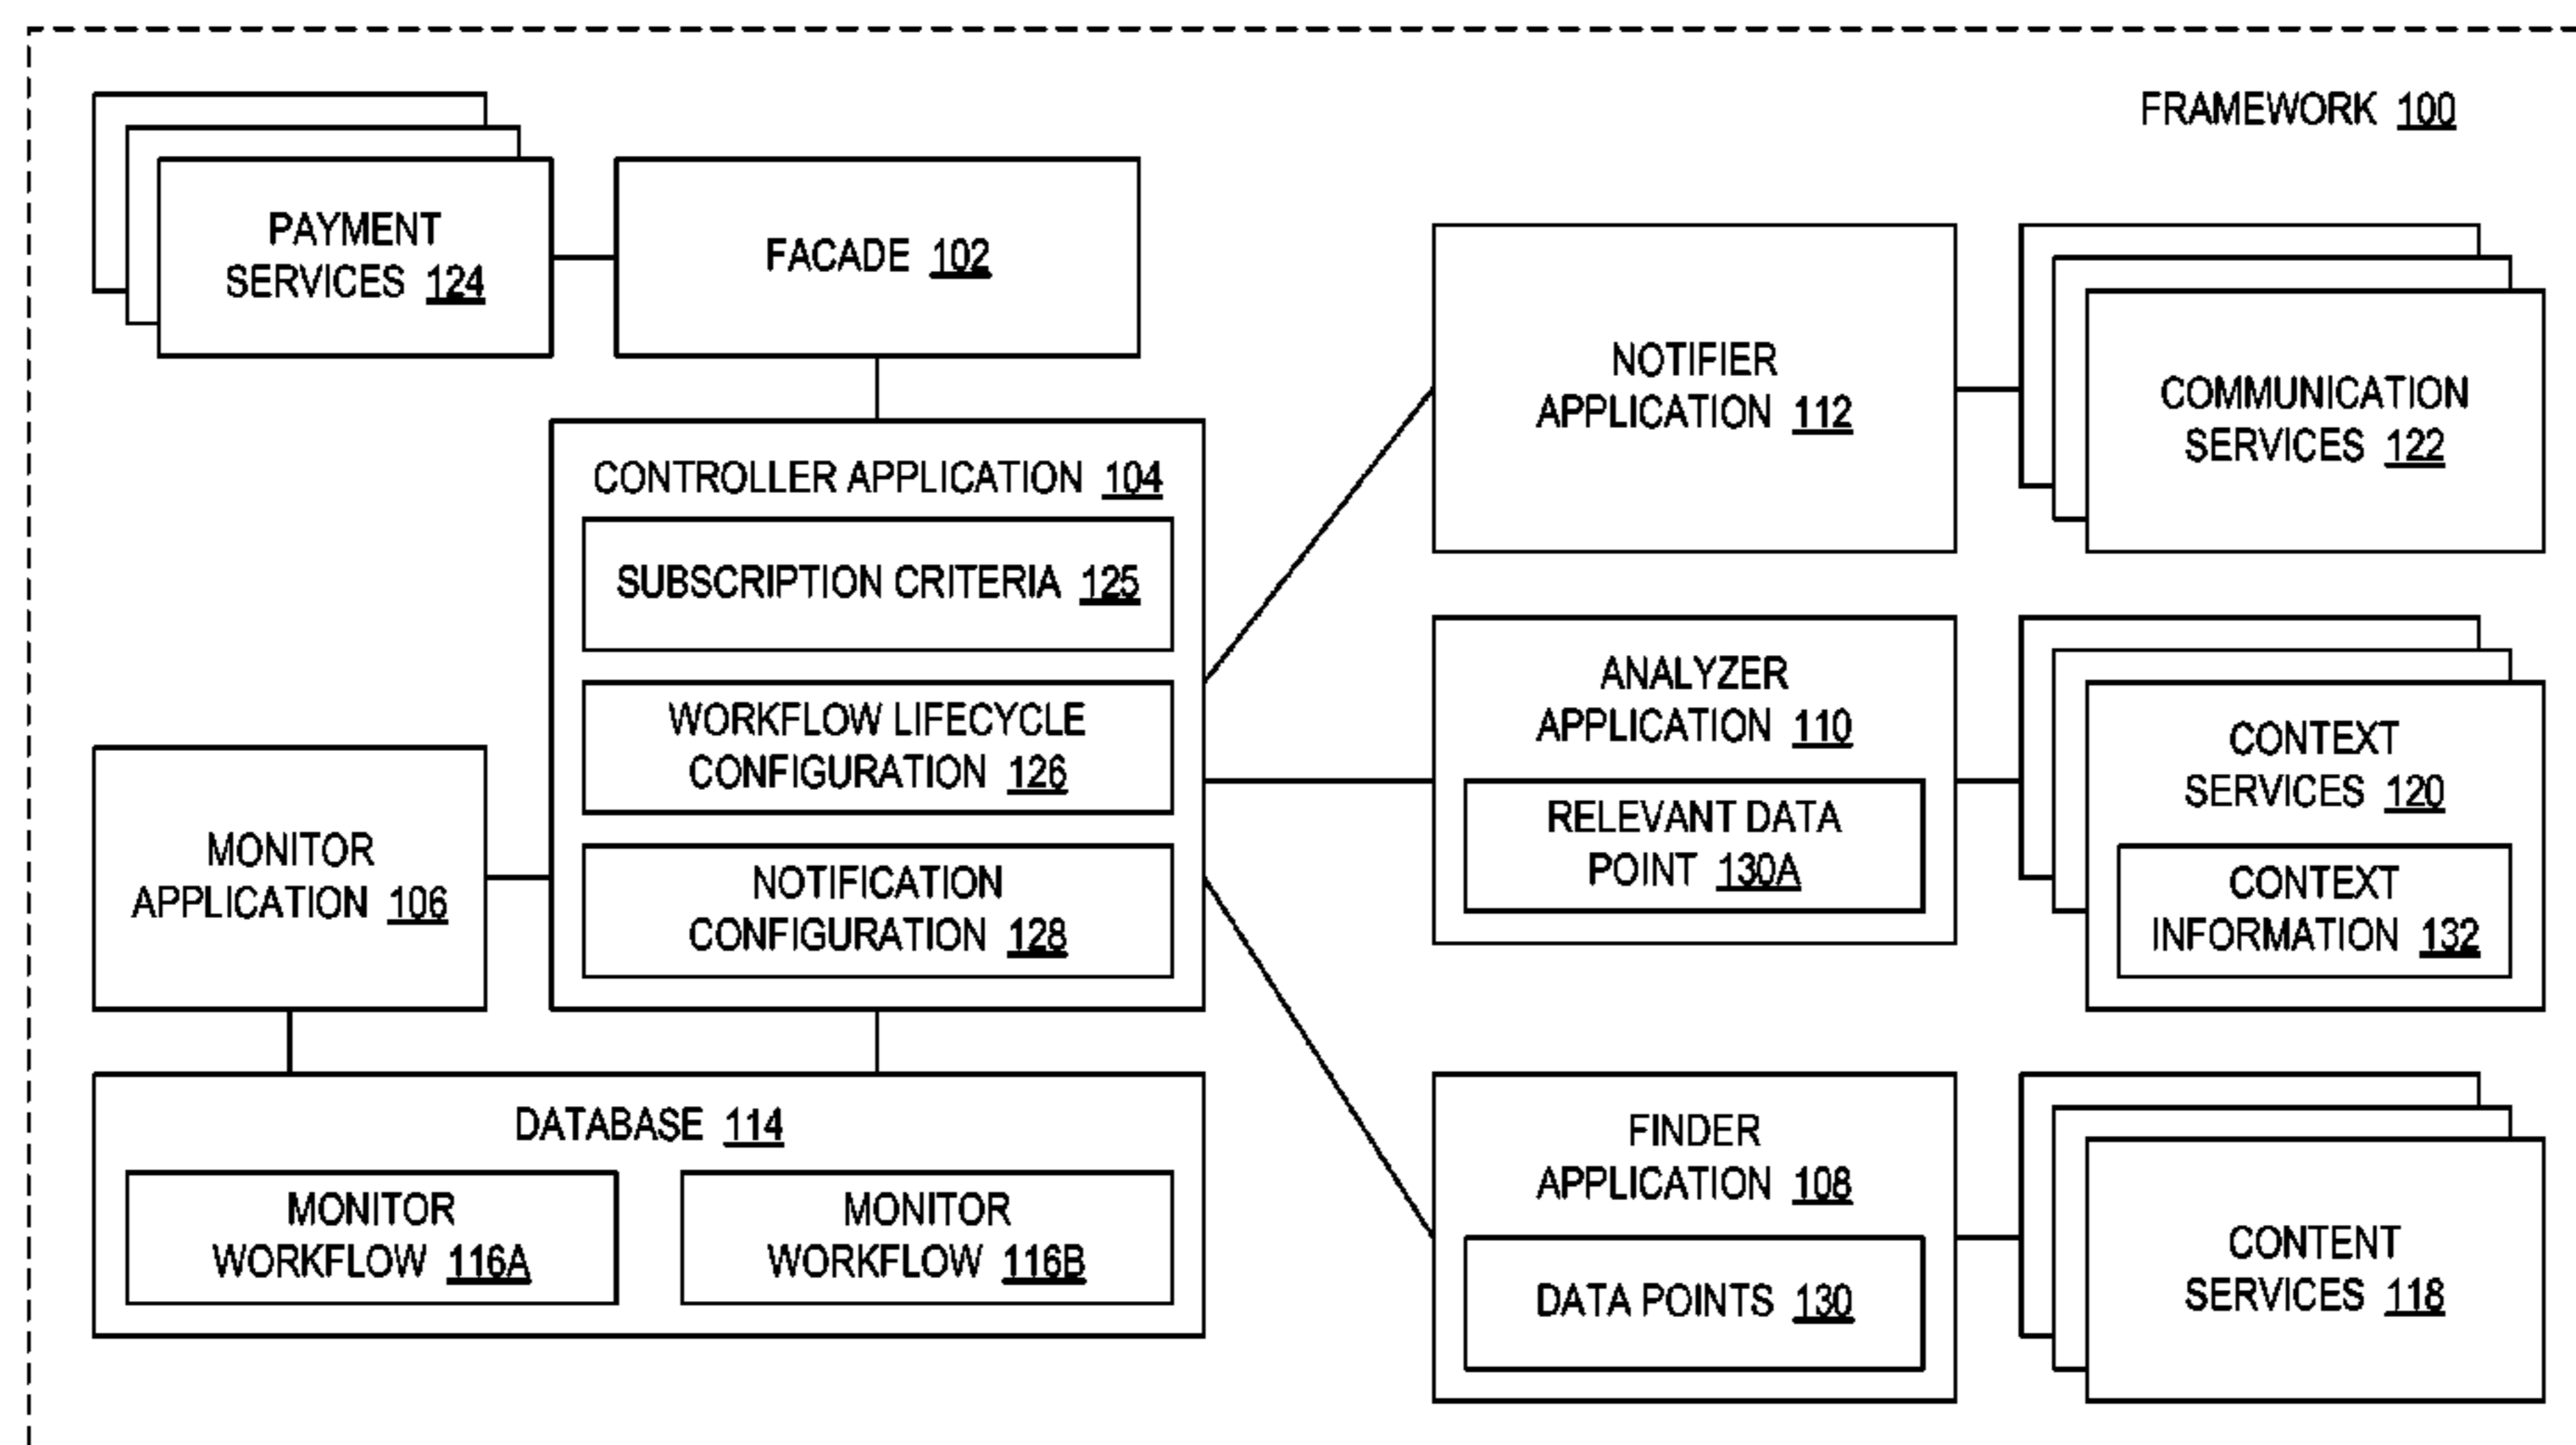 FRAMEWORK 100
PAYMENT
SERVICES 124
FACADE 102
CONTROLLER APPLICATION 104
SUBSCRIPTION CRITERIA 125
WORKFLOW LIFECYCLE
CONFIGURATION 126
NOTIFICATION
CONFIGURATION 128
MONITOR
APPLICATION 106
DATABASE 114
MONITOR
WORKFLOW 116A
MONITOR
WORKFLOW 116B
NOTIFIER
APPLICATION 112
COMMUNICATION
SERVICES 122
ANALYZER
APPLICATION 110
RELEVANT DATA
POINT 130A
CONTEXT
SERVICES 120
CONTEXT
INFORMATION 132
FINDER
APPLICATION 108
DATA POINTS 130
CONTENT
SERVICES 118